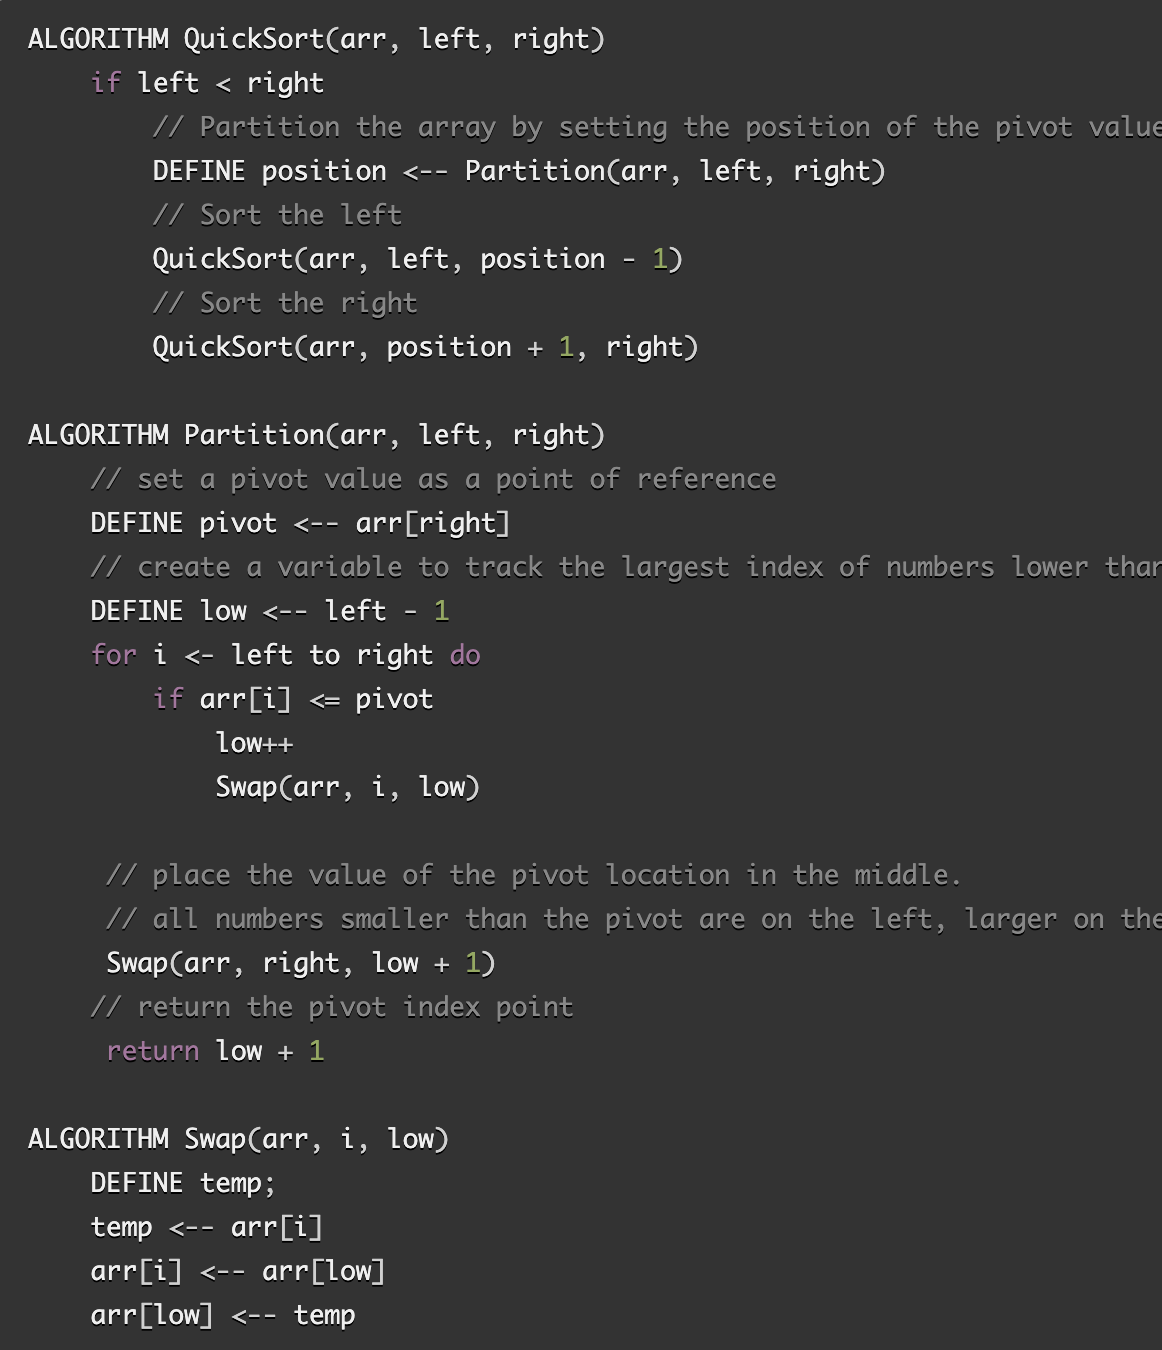 ALGORITHM QuickSort(arr, left, right)
    if left < right
        // Partition the array by setting the position of the pivot value
        DEFINE position <-- Partition(arr, left, right)
        // Sort the left
        QuickSort(arr, left, position - 1)
        // Sort the right
        QuickSort(arr, position + 1, right)

ALGORITHM Partition(arr, left, right)
    // set a pivot value as a point of reference
    DEFINE pivot <-- arr[right]
    // create a variable to track the largest index of numbers lower than
    DEFINE low <-- left - 1
    for i <- left to right do
        if arr[i] <= pivot
            low++
            Swap(arr, i, low)

     // place the value of the pivot location in the middle.
     // all numbers smaller than the pivot are on the left, larger on the
     Swap(arr, right, low + 1)
    // return the pivot index point
     return low + 1

ALGORITHM Swap(arr, i, low)
    DEFINE temp;
    temp <-- arr[i]
    arr[i] <-- arr[low]
    arr[low] <-- temp